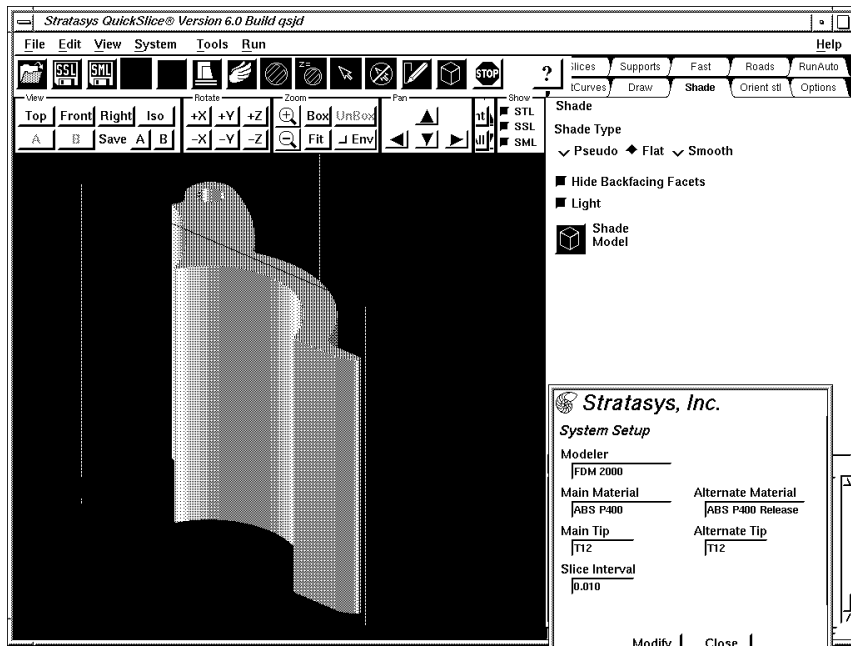 Stratasys QuickSlice® Version 6.0 Build qsjd
File Edit View System Tools Run Help
SSL SML Z= STOP ?
Slices Supports Fast Roads RunAuto
tCurves Draw Shade Orient stl Options
View Rotate Zoom Pan Show
Top Front Right Iso +X +Y +Z Box UnBox nt STL
SSL
A B Save A B -X -Y -Z Fit Env All SML
Shade
Shade Type
Pseudo Flat Smooth
Hide Backfacing Facets
Light
Shade
Model
Stratasys, Inc.
System Setup
Modeler
FDM 2000
Main Material Alternate Material
ABS P400 ABS P400 Release
Main Tip Alternate Tip
T12 T12
Slice Interval
0.010
Modify Close